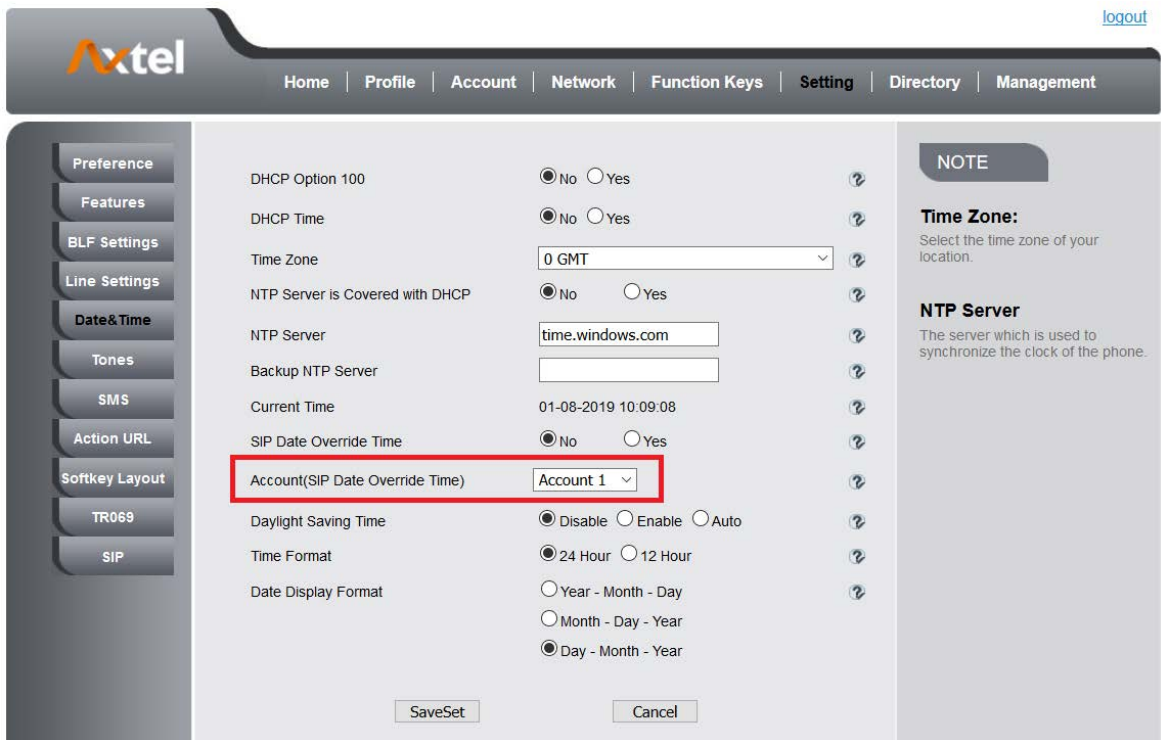 logout
Axtel
Home | Profile | Account | Network | Function Keys | Setting | Directory | Management
Preference
Features
BLF Settings
Line Settings
Date&Time
Tones
SMS
Action URL
Softkey Layout
TR069
SIP
DHCP Option 100 No Yes
DHCP Time No Yes
Time Zone 0 GMT
NTP Server is Covered with DHCP No Yes
NTP Server time.windows.com
Backup NTP Server
Current Time 01-08-2019 10:09:08
SIP Date Override Time No Yes
Account(SIP Date Override Time) Account 1
Daylight Saving Time Disable Enable Auto
Time Format 24 Hour 12 Hour
Date Display Format Year - Month - Day
Month - Day - Year
Day - Month - Year
SaveSet Cancel
NOTE
Time Zone:
Select the time zone of your
location.
NTP Server
The server which is used to
synchronize the clock of the phone.